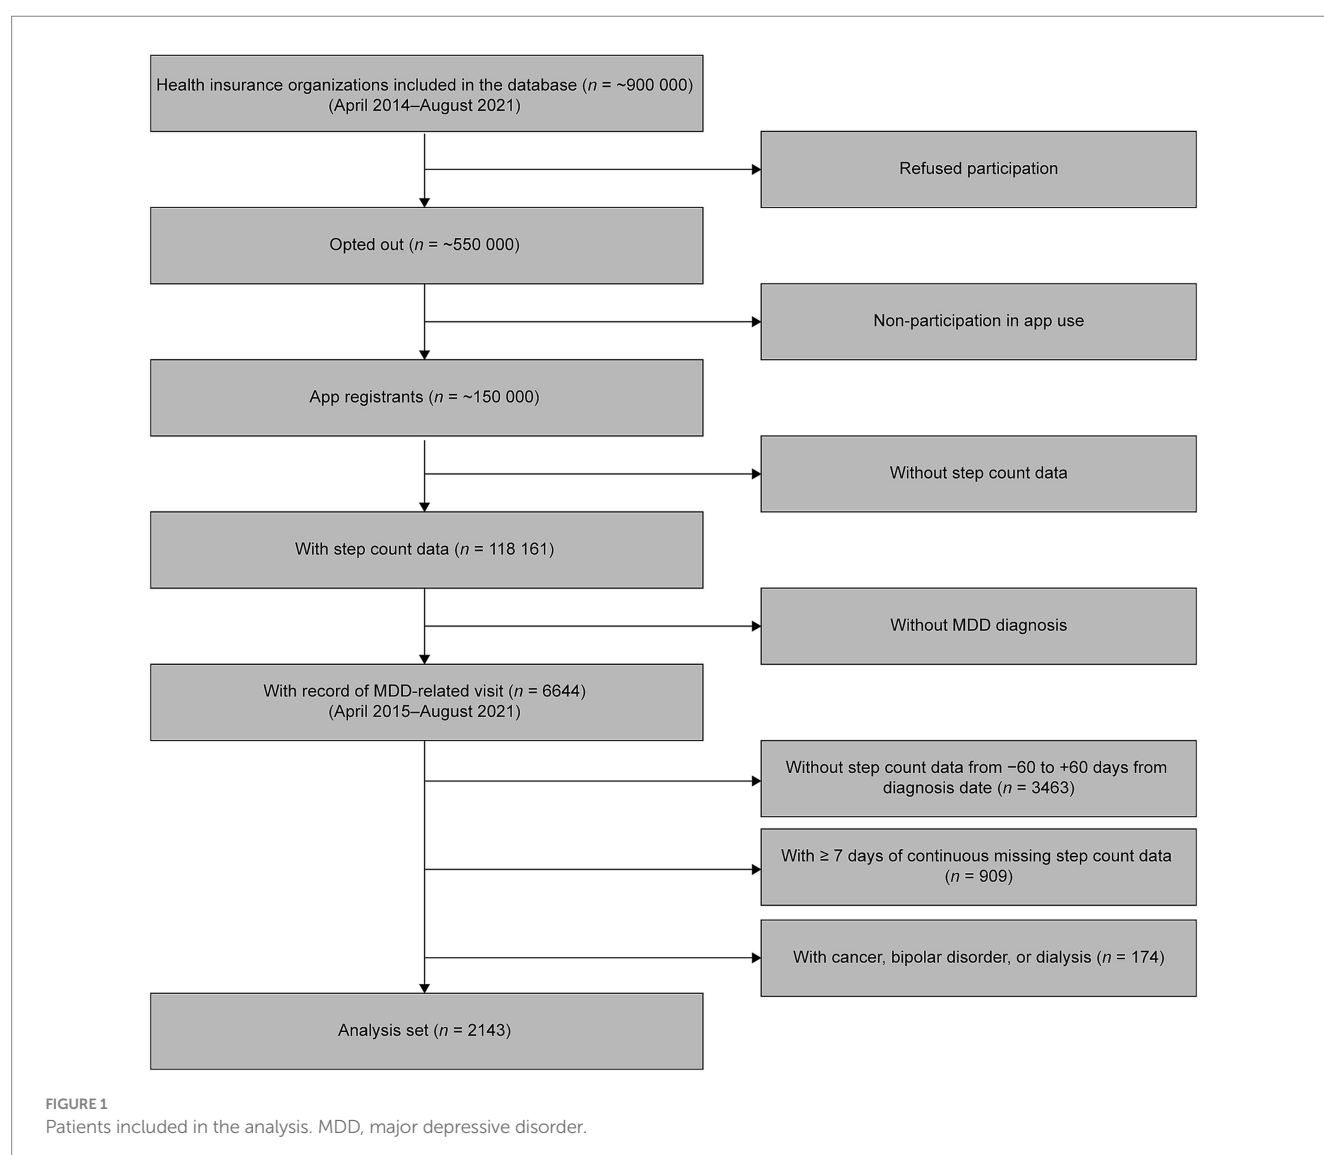 Health insurance organizations included in the database (n = ~900 000)
(April 2014–August 2021)
Refused participation
Opted out (n = ~550 000)
Non-participation in app use
App registrants (n = ~150 000)
Without step count data
With step count data (n = 118 161)
Without MDD diagnosis
With record of MDD-related visit (n = 6644)
(April 2015–August 2021)
Without step count data from −60 to +60 days from
diagnosis date (n = 3463)
With ≥ 7 days of continuous missing step count data
(n = 909)
With cancer, bipolar disorder, or dialysis (n = 174)
Analysis set (n = 2143)
FIGURE 1
Patients included in the analysis. MDD, major depressive disorder.